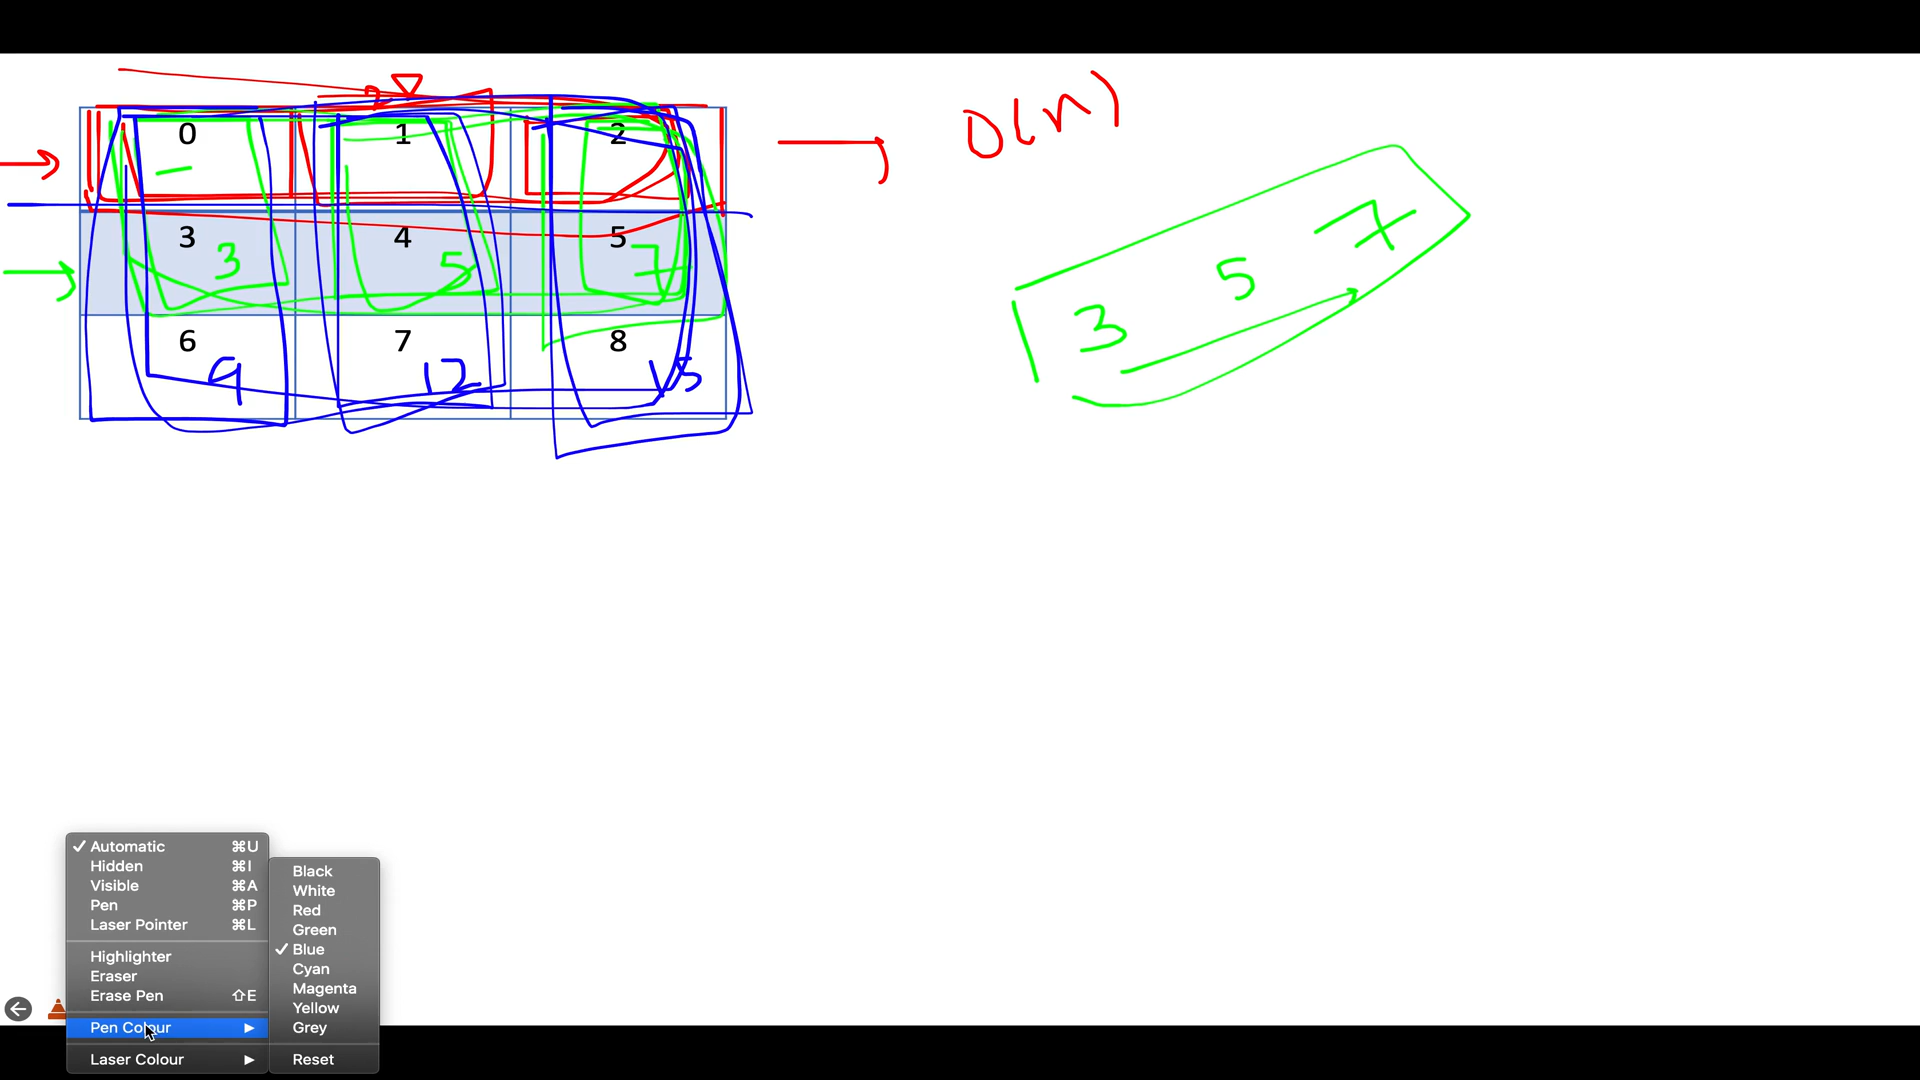 0 1 2
O(n)
3 4 5
3 5 7
3 5 7
6 7 8
9 12 15
✓ Automatic ⌘U
Hidden ⌘I
Visible ⌘A
Pen ⌘P
Laser Pointer ⌘L
Highlighter
Eraser
Erase Pen ⇧E
Pen Colour ▶
Laser Colour ▶
Black
White
Red
Green
✓ Blue
Cyan
Magenta
Yellow
Grey
Reset